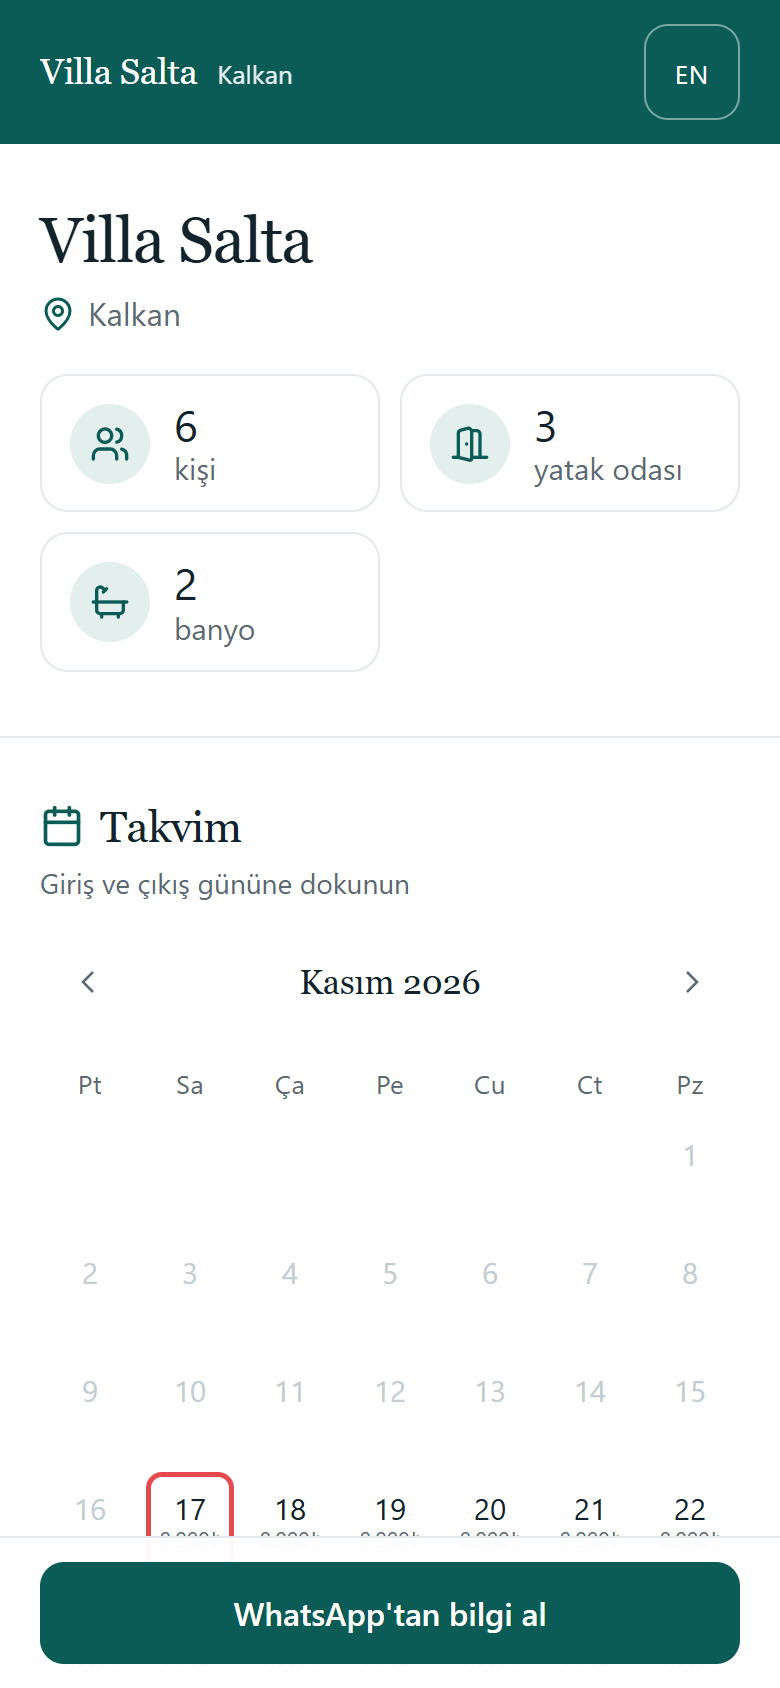 Villa Salta Kalkan EN
Villa Salta
Kalkan
6
kişi
3
yatak odası
2
banyo
Takvim
Giriş ve çıkış gününe dokunun
Kasım 2026
Pt Sa Ça Pe Cu Ct Pz
1
2 3 4 5 6 7 8
9 10 11 12 13 14 15
16 17 18 19 20 21 22
WhatsApp'tan bilgi al